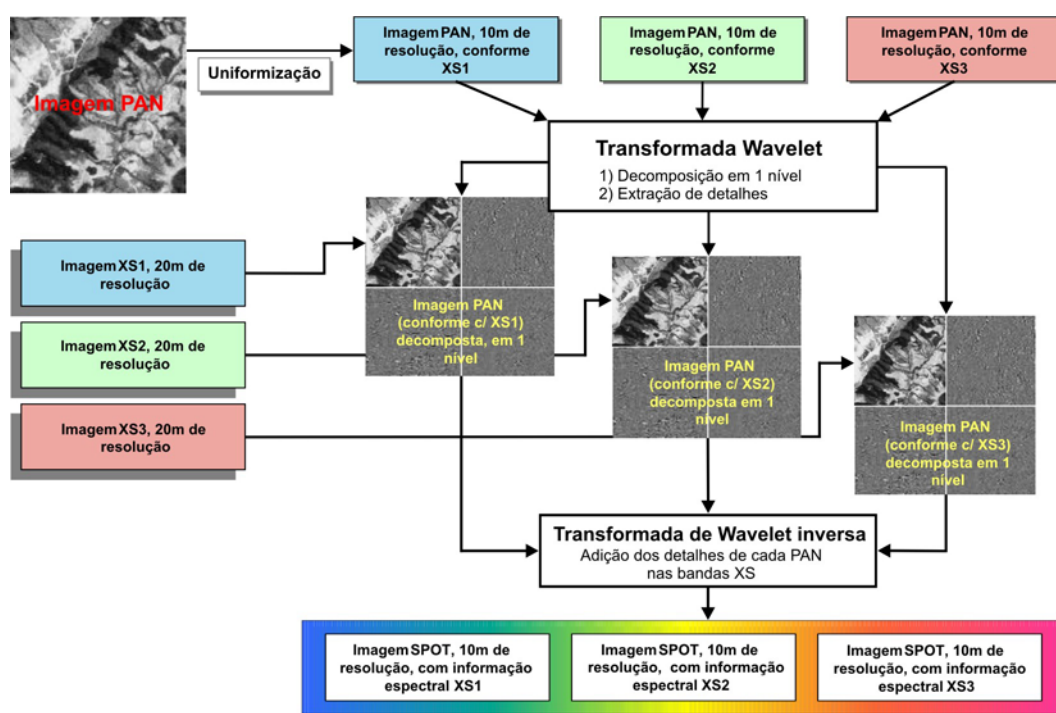 Imagem PAN
Uniformização
Imagem PAN, 10m de
resolução, conforme
XS1
Imagem PAN, 10m de
resolução, conforme
XS2
Imagem PAN, 10m de
resolução, conforme
XS3
Transformada Wavelet
1) Decomposição em 1 nível
2) Extração de detalhes
Imagem XS1, 20m de
resolução
Imagem XS2, 20m de
resolução
Imagem XS3, 20m de
resolução
Imagem PAN
(conforme c/ XS1)
decomposta, em 1
nível
Imagem PAN
(conforme c/ XS2)
decomposta em 1
nível
Imagem PAN
(conforme c/ XS3)
decomposta em 1
nível
Transformada de Wavelet inversa
Adição dos detalhes de cada PAN
nas bandas XS
Imagem SPOT, 10m de
resolução, com informação
espectral XS1
Imagem SPOT, 10m de
resolução, com informação
espectral XS2
Imagem SPOT, 10m de
resolução, com informação
espectral XS3